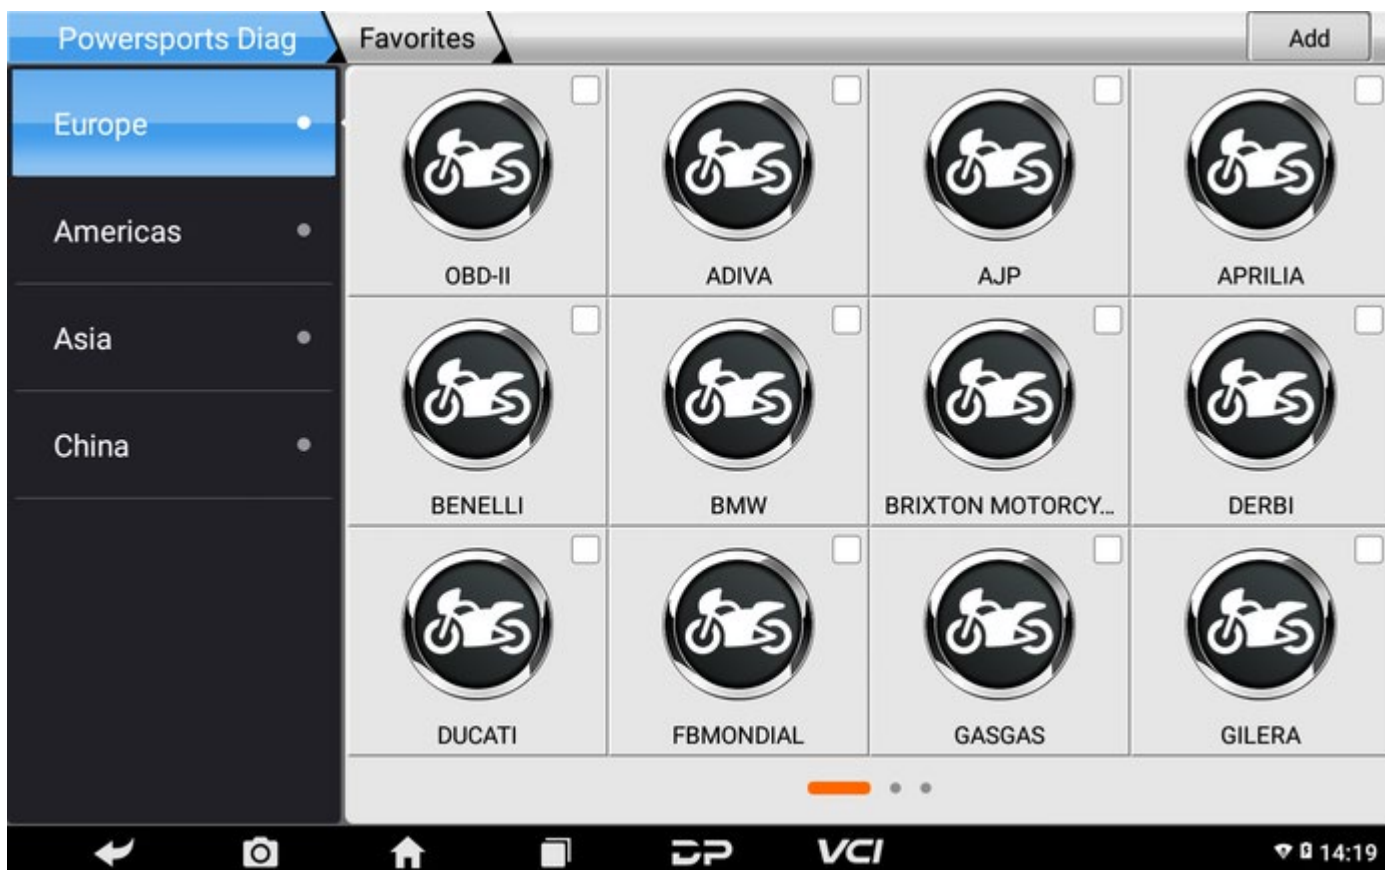 Powersports Diag
Favorites
Add
Europe
Americas
Asia
China
OBD-II
ADIVA
AJP
APRILIA
BENELLI
BMW
BRIXTON MOTORCY...
DERBI
DUCATI
FBMONDIAL
GASGAS
GILERA
DP
VCI
14:19